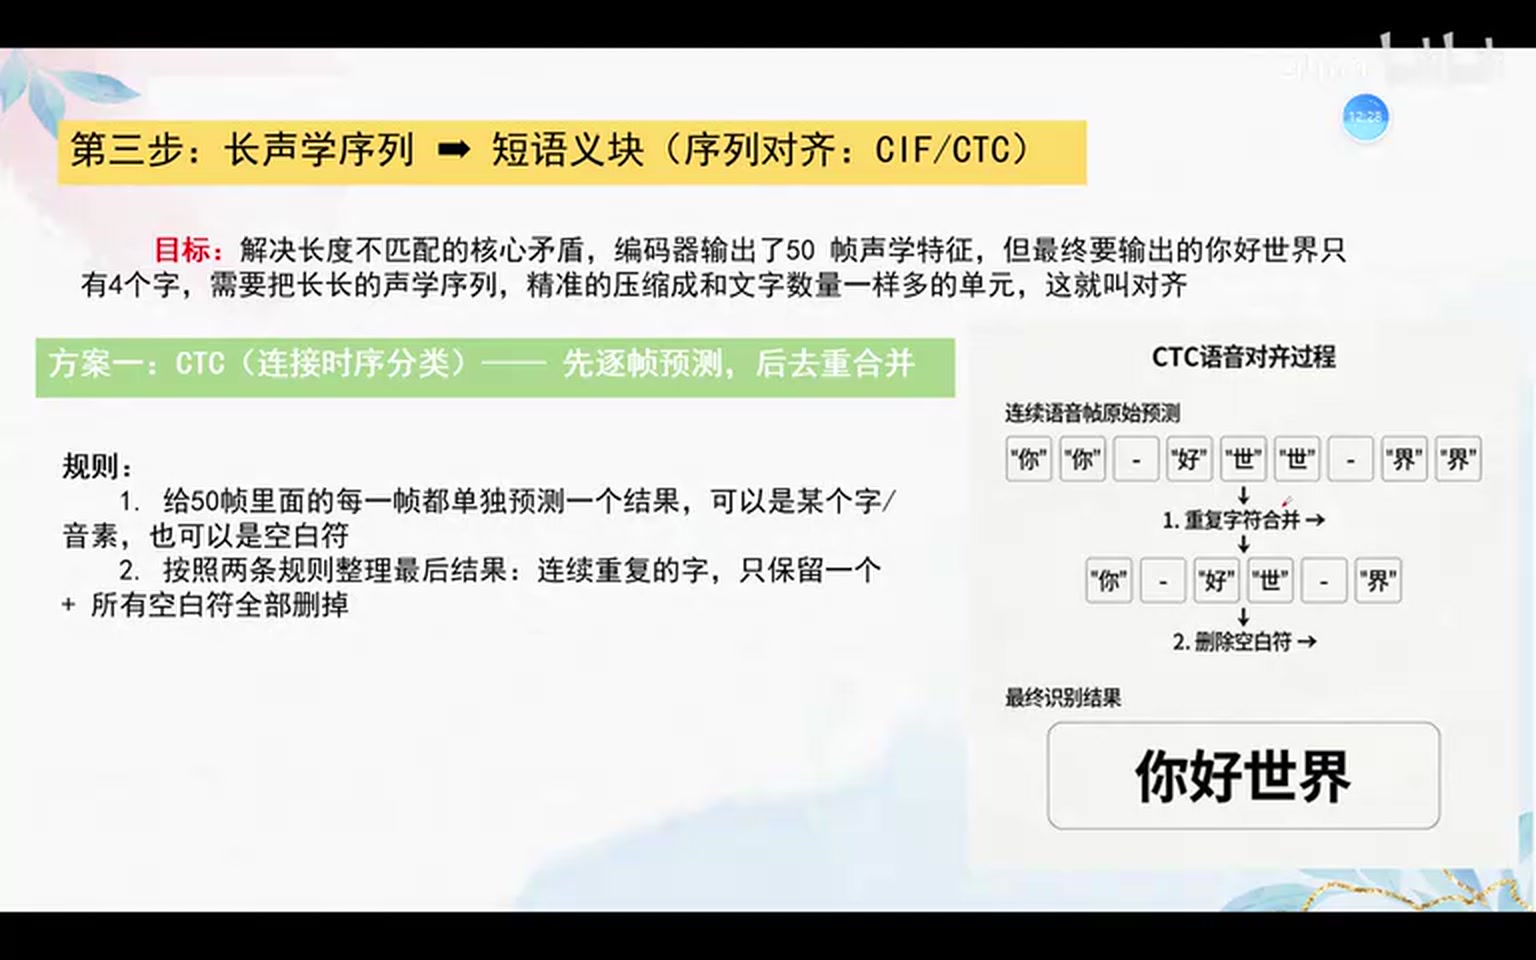 12:28
第三步：长声学序列 ➡ 短语义块（序列对齐：CIF/CTC）
目标：解决长度不匹配的核心矛盾，编码器输出了50 帧声学特征，但最终要输出的你好世界只
有4个字，需要把长长的声学序列，精准的压缩成和文字数量一样多的单元，这就叫对齐
方案一：CTC（连接时序分类）—— 先逐帧预测，后去重合并
规则：
1. 给50帧里面的每一帧都单独预测一个结果，可以是某个字/
音素，也可以是空白符
2. 按照两条规则整理最后结果：连续重复的字，只保留一个
+ 所有空白符全部删掉
CTC语音对齐过程
连续语音帧原始预测
“你” “你” - “好” “世” “世” - “界” “界”
↓
1. 重复字符合并 →
↓
“你” - “好” “世” - “界”
↓
2. 删除空白符 →
最终识别结果
你好世界